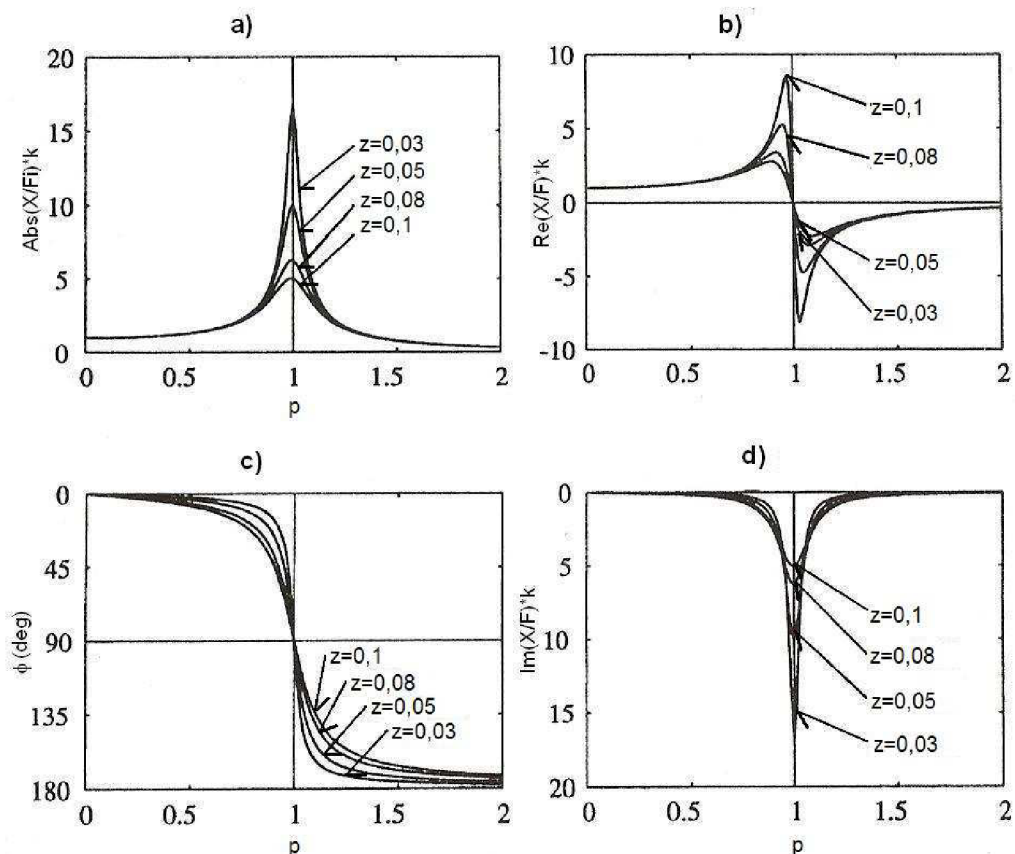 a)
Abs(X/Fi)*k
20
15
10
5
0
z=0,03
z=0,05
z=0,08
z=0,1
0 0.5 1 1.5 2
p
b)
Re(X/F)*k
10
5
0
-5
-10
z=0,1
z=0,08
z=0,05
z=0,03
0 0.5 1 1.5 2
c)
ϕ (deg)
0
45
90
135
180
z=0,1
z=0,08
z=0,05
z=0,03
0 0.5 1 1.5 2
p
d)
Im(X/F)*k
0
5
10
15
20
z=0,1
z=0,08
z=0,05
z=0,03
0 0.5 1 1.5 2
p